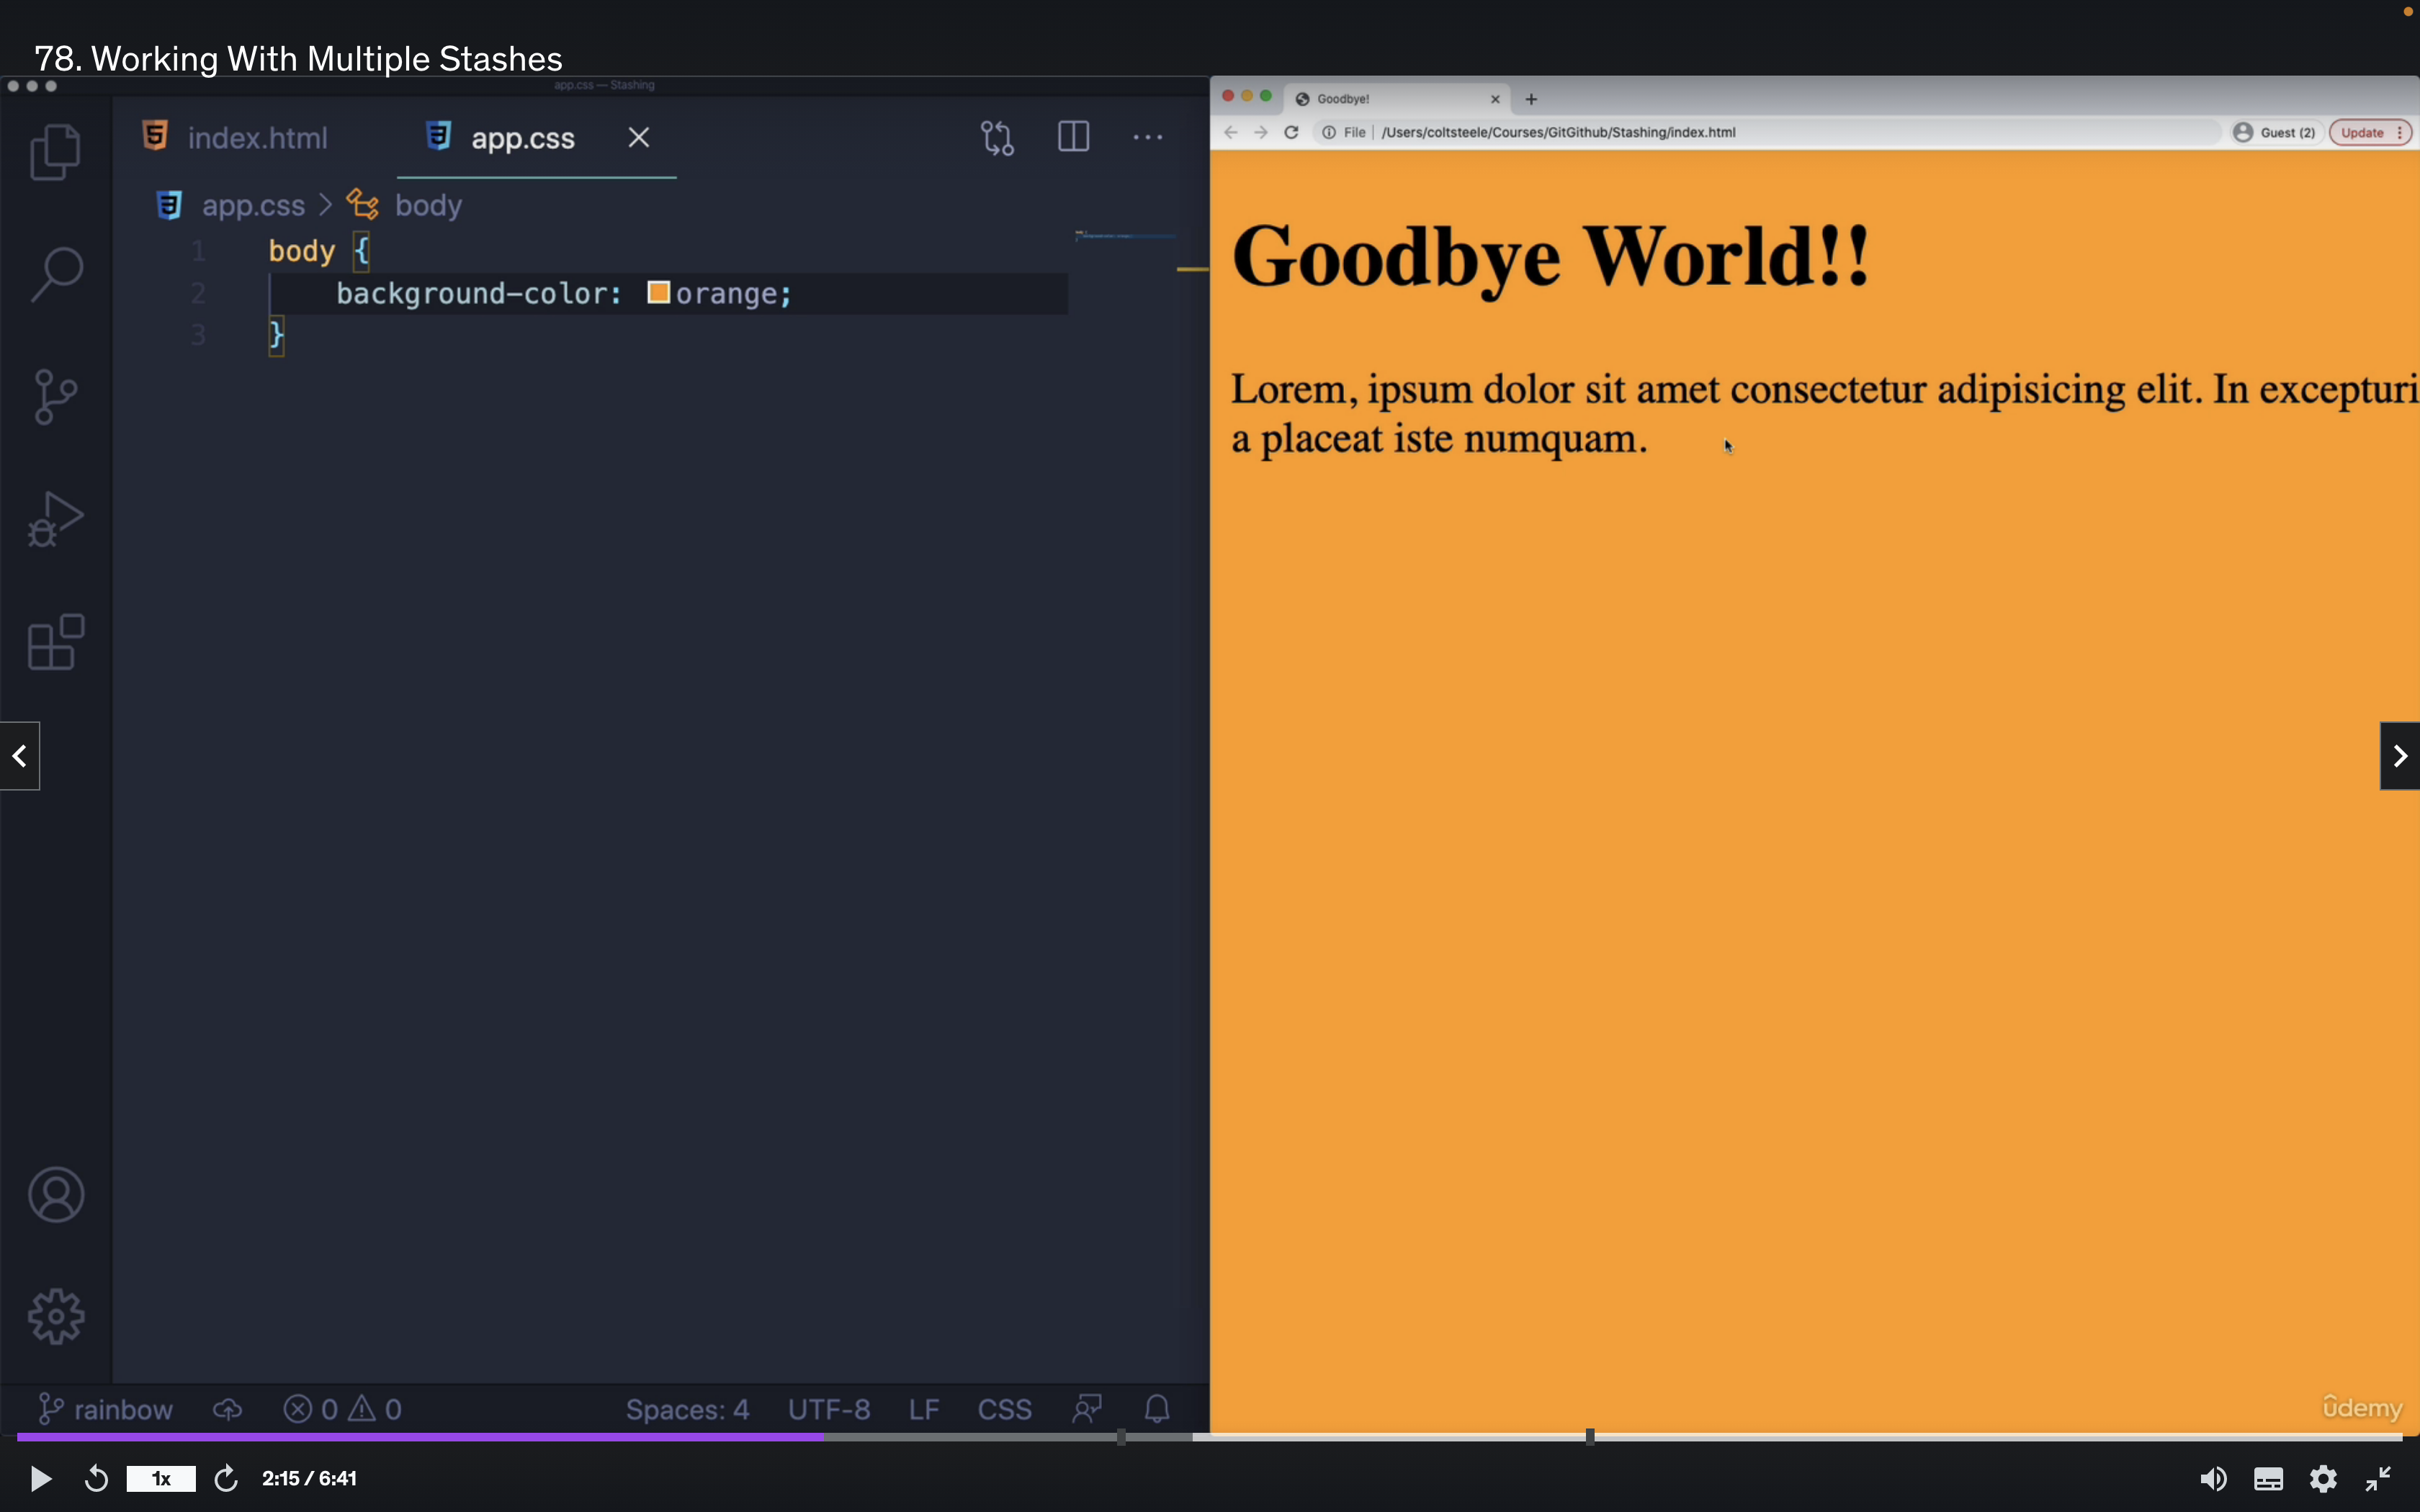 78. Working With Multiple Stashes
app.css — Stashing
index.html
app.css
app.css > body
1 body {
2 background-color: orange;
3 }
rainbow
0
0
Spaces: 4
UTF-8
LF
CSS
Goodbye!
File | /Users/coltsteele/Courses/GitGithub/Stashing/index.html
Guest (2)
Update
Goodbye World!!
Lorem, ipsum dolor sit amet consectetur adipisicing elit. In excepturi
a placeat iste numquam.
ûdemy
1x
2:15 / 6:41